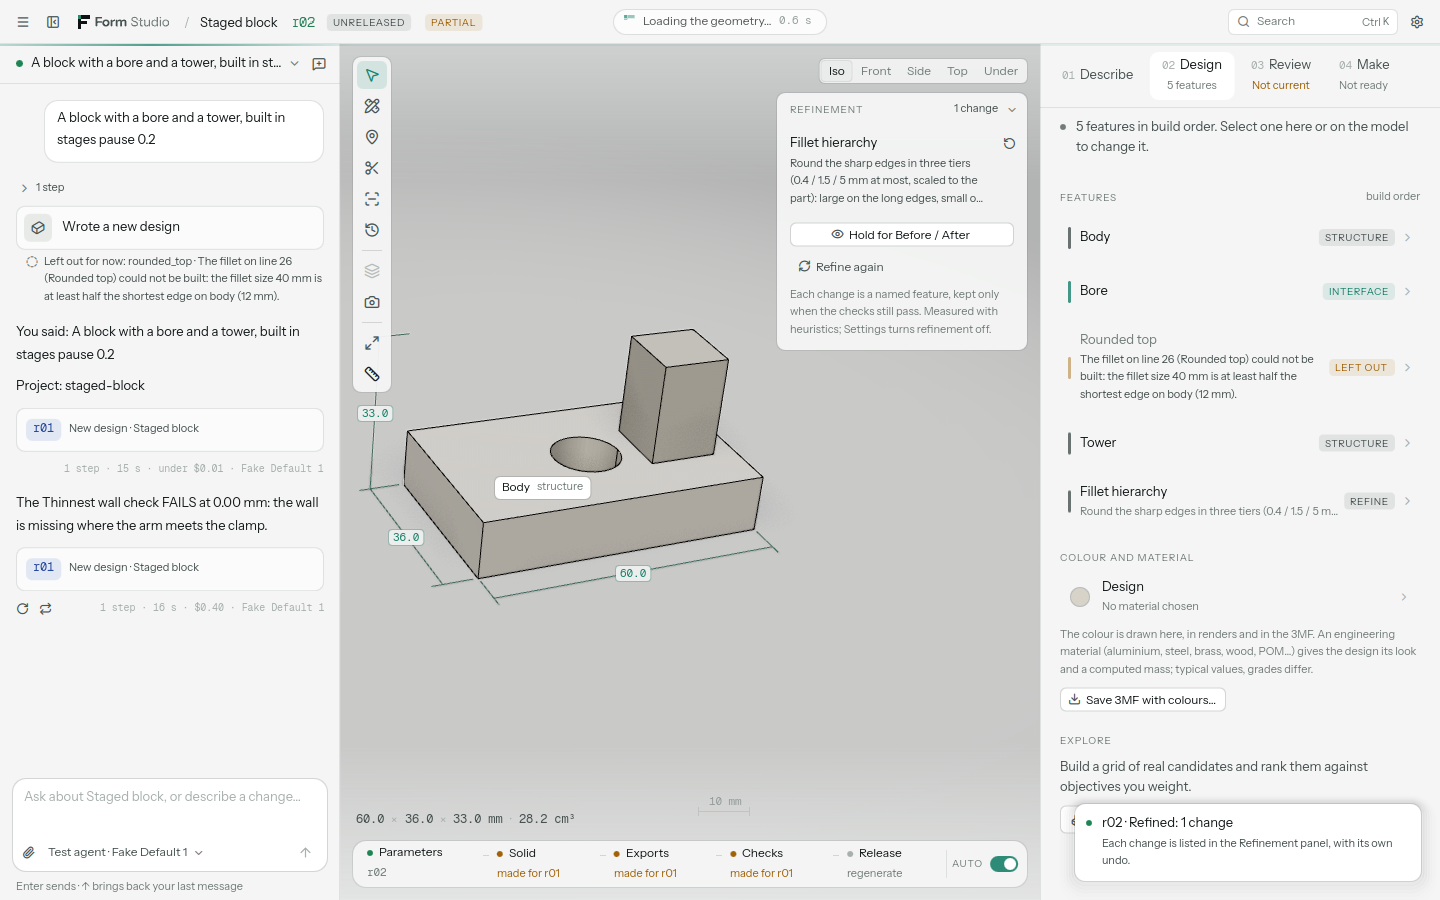 Form Studio / Staged block r02 UNRELEASED PARTIAL
Loading the geometry... 0.6 s
Search Ctrl K
A block with a bore and a tower, built in st...
A block with a bore and a tower, built in
stages pause 0.2
1 step
Wrote a new design
Left out for now: rounded_top · The fillet on line 26
(Rounded top) could not be built: the fillet size 40 mm is
at least half the shortest edge on body (12 mm).
You said: A block with a bore and a tower, built in
stages pause 0.2
Project: staged-block
r01 New design · Staged block
1 step · 15 s · under $0.01 · Fake Default 1
The Thinnest wall check FAILS at 0.00 mm: the wall
is missing where the arm meets the clamp.
r01 New design · Staged block
1 step · 16 s · $0.40 · Fake Default 1
Ask about Staged block, or describe a change...
Test agent · Fake Default 1
Enter sends · ↑ brings back your last message
Iso Front Side Top Under
REFINEMENT 1 change
Fillet hierarchy
Round the sharp edges in three tiers
(0.4 / 1.5 / 5 mm at most, scaled to the
part): large on the long edges, small o...
Hold for Before / After
Refine again
Each change is a named feature, kept only
when the checks still pass. Measured with
heuristics; Settings turns refinement off.
33.0
Body structure
36.0
60.0
10 mm
60.0 × 36.0 × 33.0 mm · 28.2 cm³
Parameters
r02
Solid
made for r01
Exports
made for r01
Checks
made for r01
Release
regenerate
AUTO
01 Describe
02 Design
5 features
03 Review
Not current
04 Make
Not ready
5 features in build order. Select one here or on the model
to change it.
FEATURES build order
Body STRUCTURE
Bore INTERFACE
Rounded top
The fillet on line 26 (Rounded top) could not be
built: the fillet size 40 mm is at least half the
shortest edge on body (12 mm).
LEFT OUT
Tower STRUCTURE
Fillet hierarchy
Round the sharp edges in three tiers (0.4 / 1.5 / 5 m...
REFINE
COLOUR AND MATERIAL
Design
No material chosen
The colour is drawn here, in renders and in the 3MF. An engineering
material (aluminium, steel, brass, wood, POM...) gives the design its look
and a computed mass; typical values, grades differ.
Save 3MF with colours...
EXPLORE
Build a grid of real candidates and rank them against
objectives you weight.
r02 · Refined: 1 change
Each change is listed in the Refinement panel, with its own
undo.